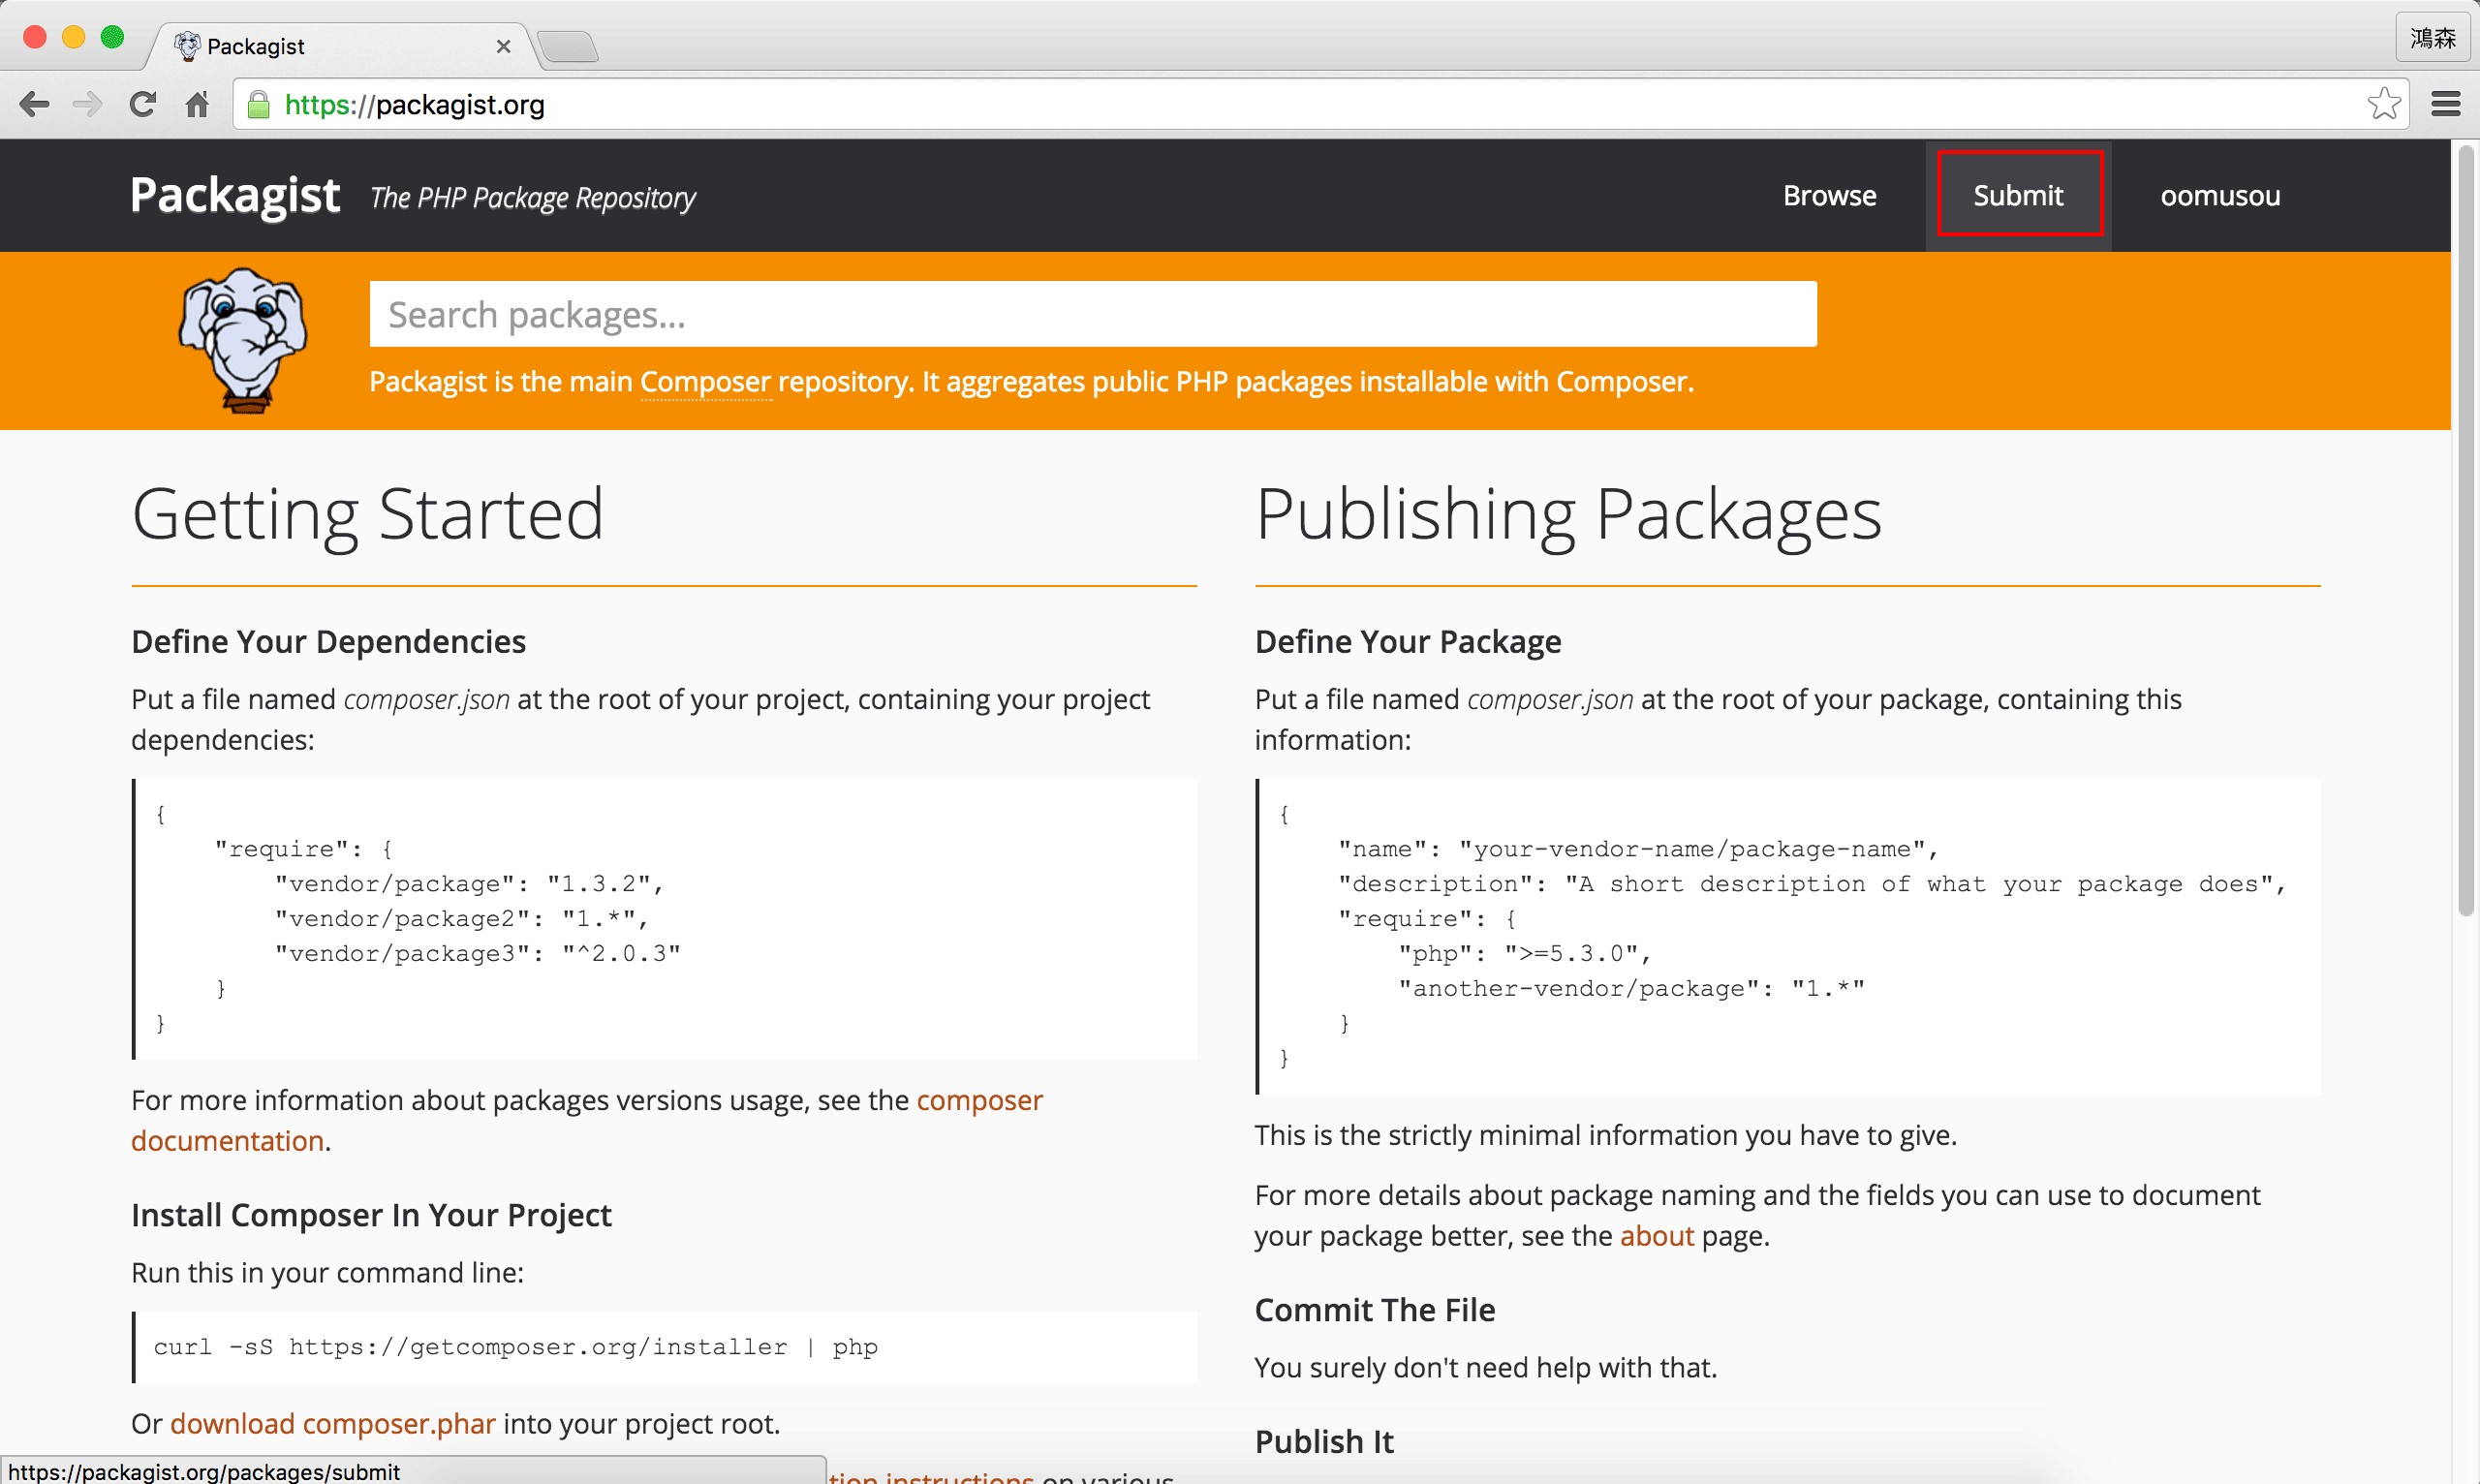 Packagist
鴻森
https://packagist.org
Packagist The PHP Package Repository
Browse Submit oomusou
Search packages...
Packagist is the main Composer repository. It aggregates public PHP packages installable with Composer.
Getting Started
Define Your Dependencies
Put a file named composer.json at the root of your project, containing your project
dependencies:
{
    "require": {
        "vendor/package": "1.3.2",
        "vendor/package2": "1.*",
        "vendor/package3": "^2.0.3"
    }
}
For more information about packages versions usage, see the composer
documentation.
Install Composer In Your Project
Run this in your command line:
curl -sS https://getcomposer.org/installer | php
Or download composer.phar into your project root.
instructions on various
Publishing Packages
Define Your Package
Put a file named composer.json at the root of your package, containing this
information:
{
    "name": "your-vendor-name/package-name",
    "description": "A short description of what your package does",
    "require": {
        "php": ">=5.3.0",
        "another-vendor/package": "1.*"
    }
}
This is the strictly minimal information you have to give.
For more details about package naming and the fields you can use to document
your package better, see the about page.
Commit The File
You surely don't need help with that.
Publish It
https://packagist.org/packages/submit